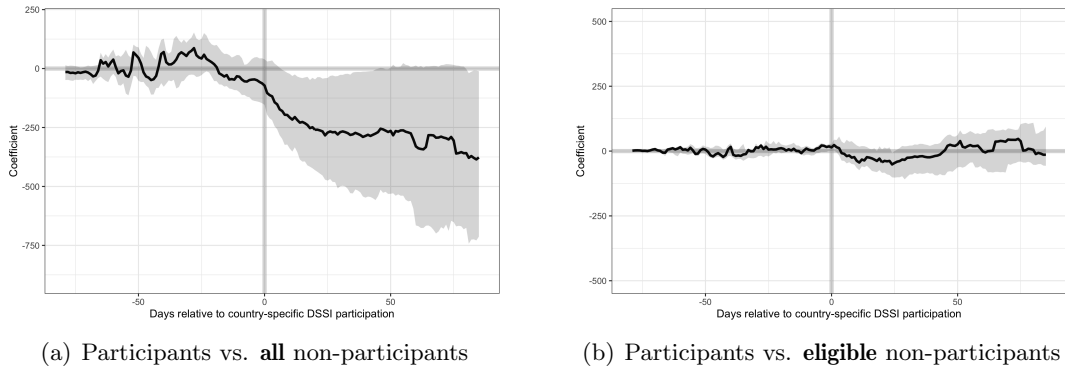 250
0
-250
-500
-750
Coefficient
-50
0
50
Days relative to country-specific DSSI participation
(a) Participants vs. all non-participants
500
250
0
-250
-500
Coefficient
-50
0
50
Days relative to country-specific DSSI participation
(b) Participants vs. eligible non-participants